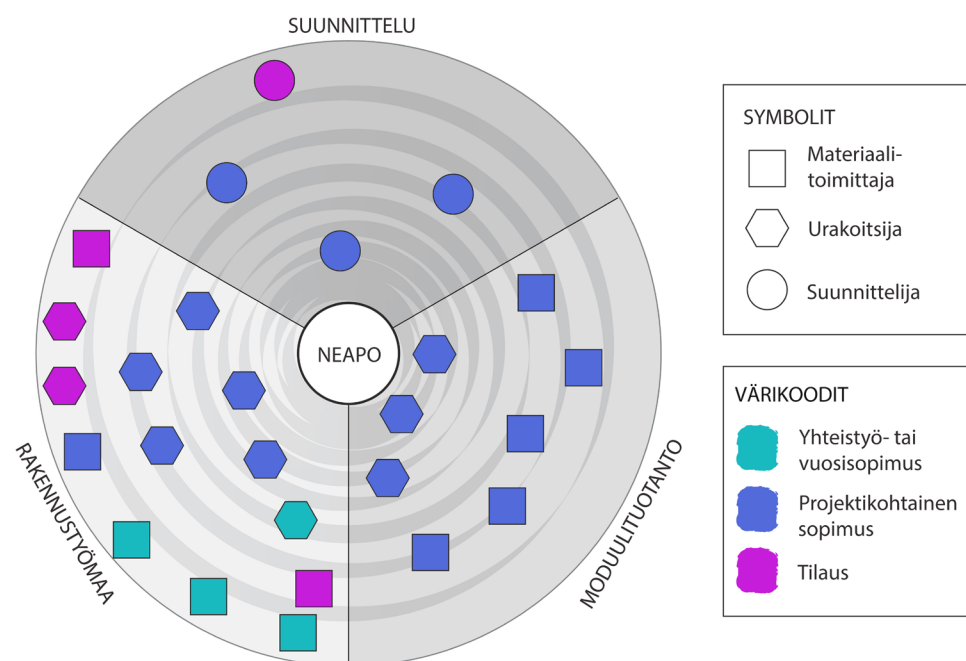 SUUNNITTELU
NEAPO
RAKENNUSTYÖMAA
MODUULITUOTANTO
SYMBOLIT
Materiaali-
toimittaja
Urakoitsija
Suunnittelija
VÄRIKOODIT
Yhteistyö- tai
vuosisopimus
Projektikohtainen
sopimus
Tilaus